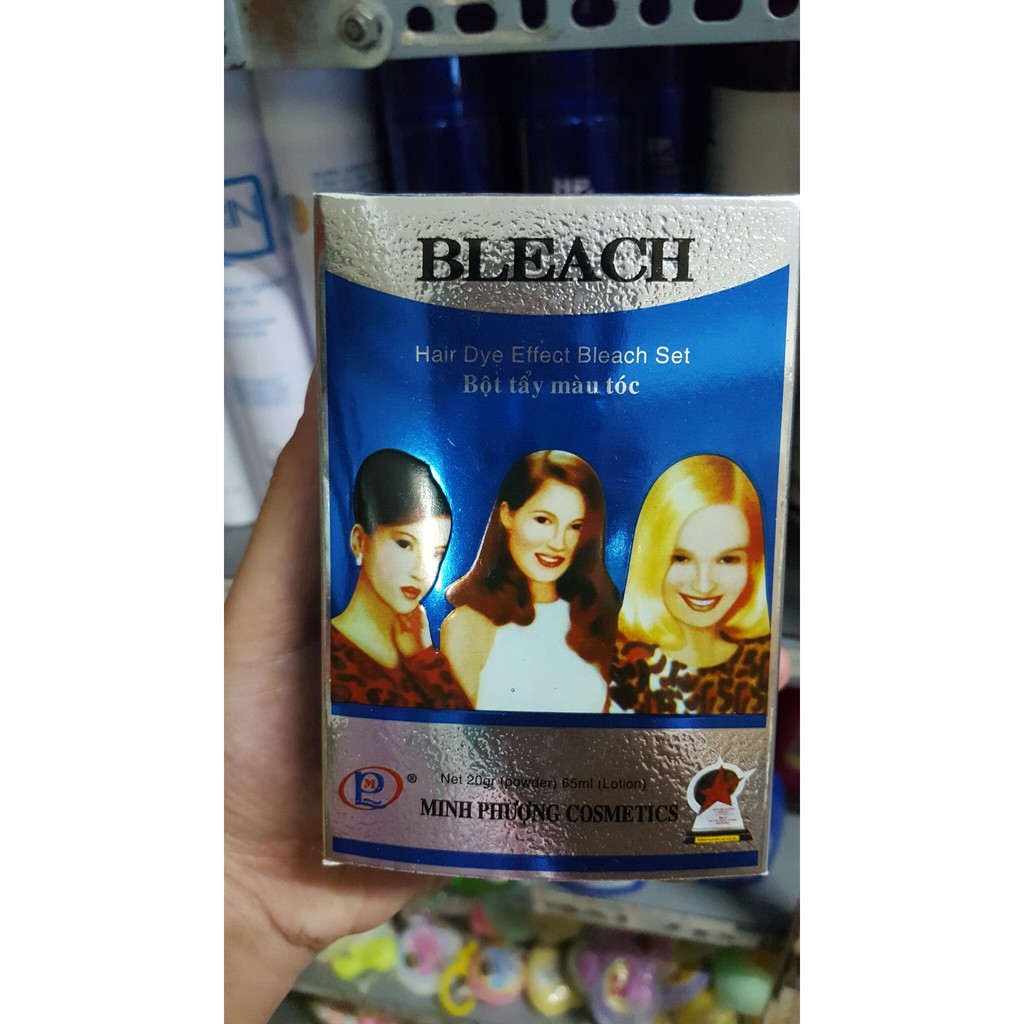 BLEACH
Hair Dye Effect Bleach Set
Bột tẩy màu tóc
Net 20gr (powder) 65ml (Lotion)
MINH PHƯỢNG COSMETICS